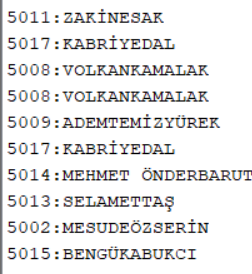 5011:ZAKİNESAK
5017:KABRİYEDAL
5008:VOLKANKAMALAK
5008:VOLKANKAMALAK
5009:ADEMTEMİZYÜREK
5017:KABRİYEDAL
5014:MEHMET ÖNDERBARUT
5013:SELAMETTAŞ
5002:MESUDEÖZSERİN
5015:BENGÜKABUKCI